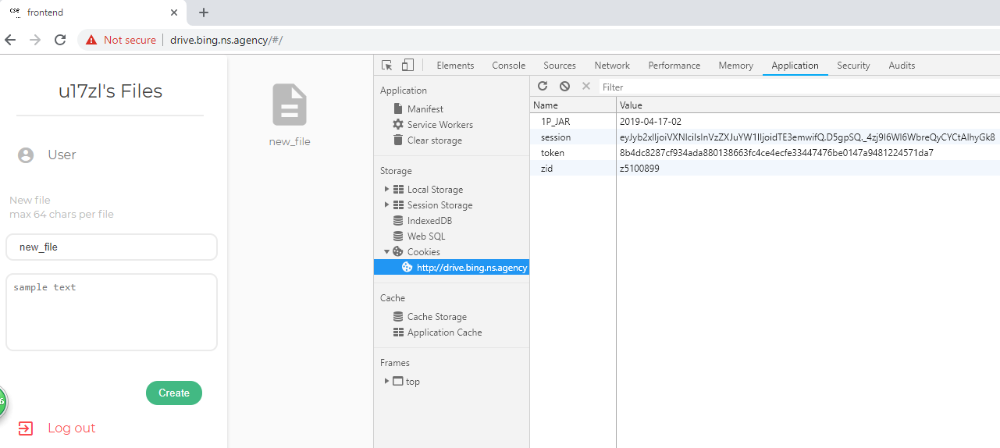 cse
frontend
Not secure
drive.bing.ns.agency/#/
u17zl's Files
User
New file
max 64 chars per file
new_file
sample text
Create
Log out
new_file
Elements Console Sources Network Performance Memory Application Security Audits
Application
Manifest
Service Workers
Clear storage
Storage
Local Storage
Session Storage
IndexedDB
Web SQL
Cookies
http://drive.bing.ns.agency
Cache
Cache Storage
Application Cache
Frames
top
Filter
Name Value
1P_JAR 2019-04-17-02
session eyJyb2xlIjoiVXNlciIsInVzZXJuYW1lIjoidTE3emwifQ.D5gpSQ._4zj9I6WI6WbreQyCYCtAIhyGk8
token 8b4dc8287cf934ada880138663fc4ce4ecfe33447476be0147a9481224571da7
zid z5100899